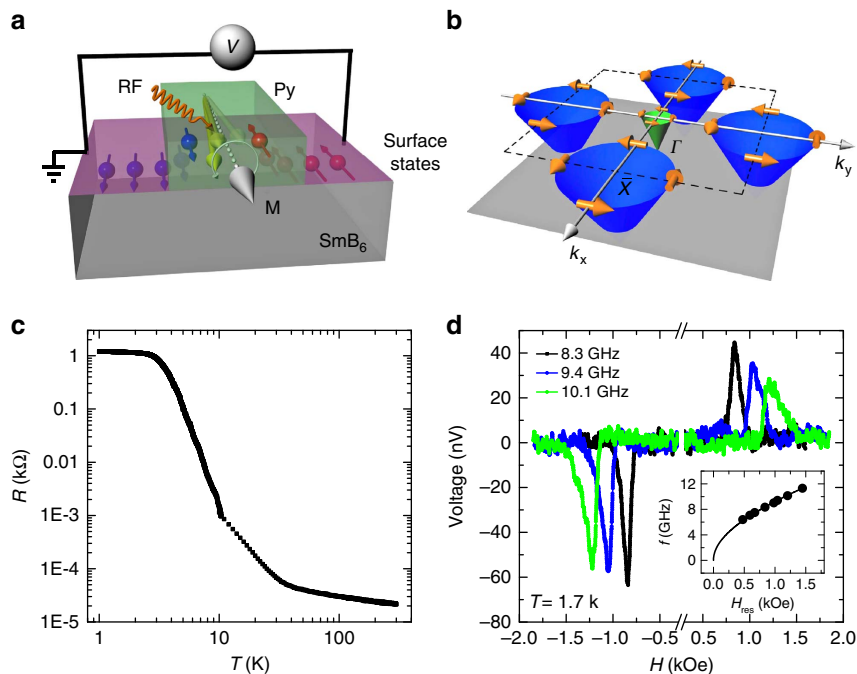 a
V
RF
Py
Surface
states
M
SmB6
b
Γ
X̄
ky
kx
c
1
0.1
0.01
1E-3
1E-4
1E-5
R (kΩ)
1
10
100
T (K)
d
8.3 GHz
9.4 GHz
10.1 GHz
40
20
0
−20
−40
−60
−80
Voltage (nV)
12
8
4
0
f (GHz)
0.0 0.5 1.0 1.5
Hres (kOe)
T= 1.7 k
−2.0 −1.5 −1.0 −0.5 0.5 1.0 1.5 2.0
H (kOe)